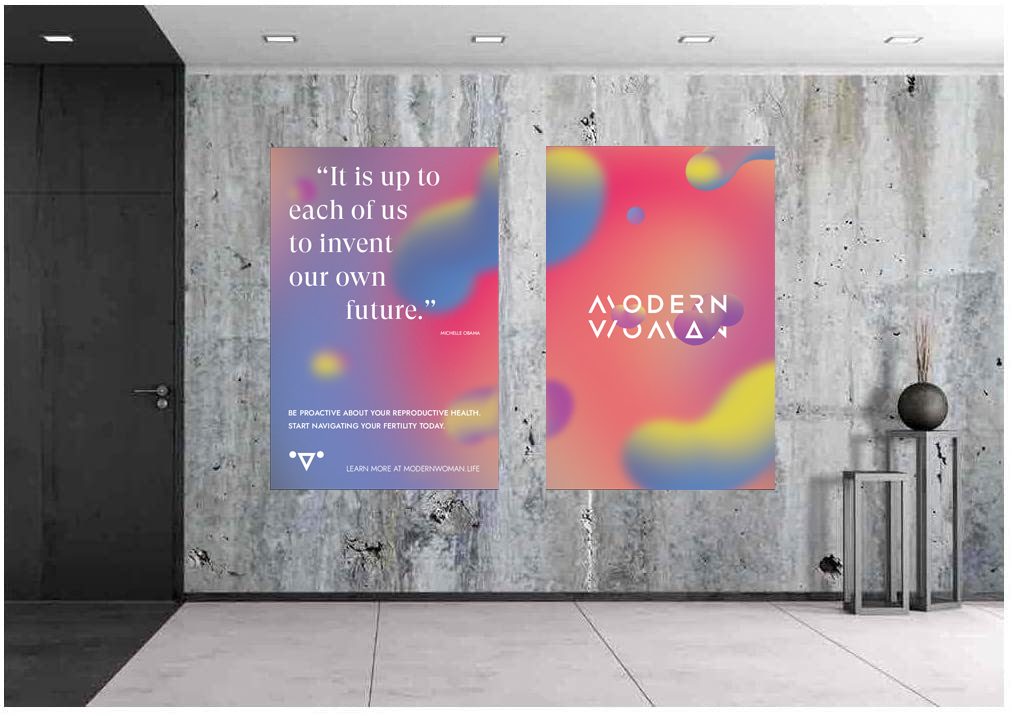 “It is up to
each of us
to invent
our own
future.”
MICHELLE OBAMA
BE PROACTIVE ABOUT YOUR REPRODUCTIVE HEALTH.
START NAVIGATING YOUR FERTILITY TODAY.
LEARN MORE AT MODERNWOMAN.LIFE
MODERN
WOMAN